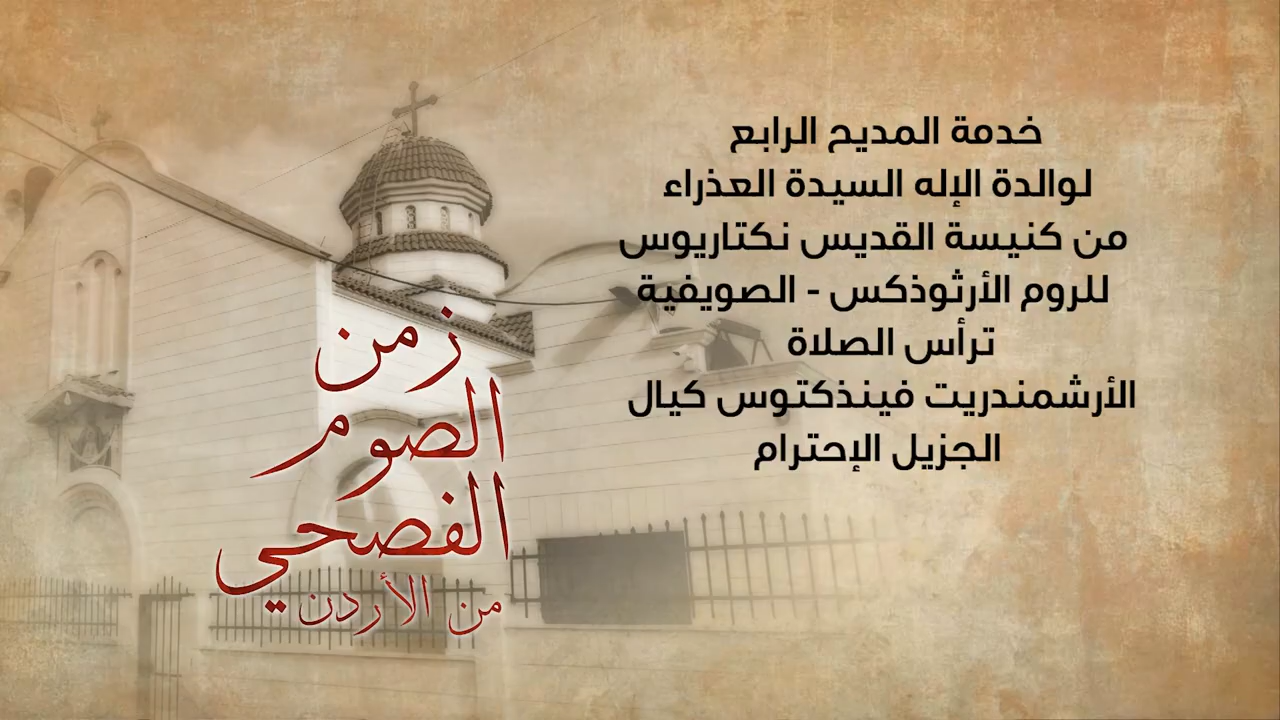 خدمة المديح الرابع
لوالدة الإله السيدة العذراء
من كنيسة القديس نكتاريوس
للروم الأرثوذكس - الصويفية
ترأس الصلاة
الأرشمندريت فينذكتوس كيال
الجزيل الإحترام
زمن
الصوم
الفصحي
من الأردن